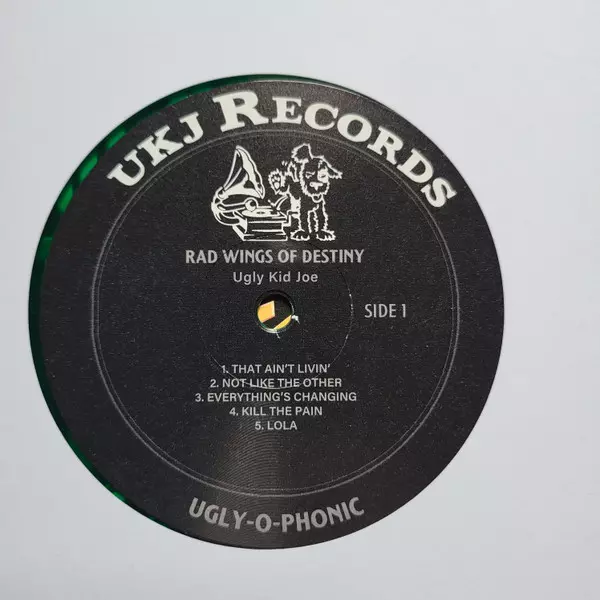 UKJ RECORDS
RAD WINGS OF DESTINY
Ugly Kid Joe
SIDE 1
1. THAT AIN'T LIVIN'
2. NOT LIKE THE OTHER
3. EVERYTHING'S CHANGING
4. KILL THE PAIN
5. LOLA
UGLY-O-PHONIC